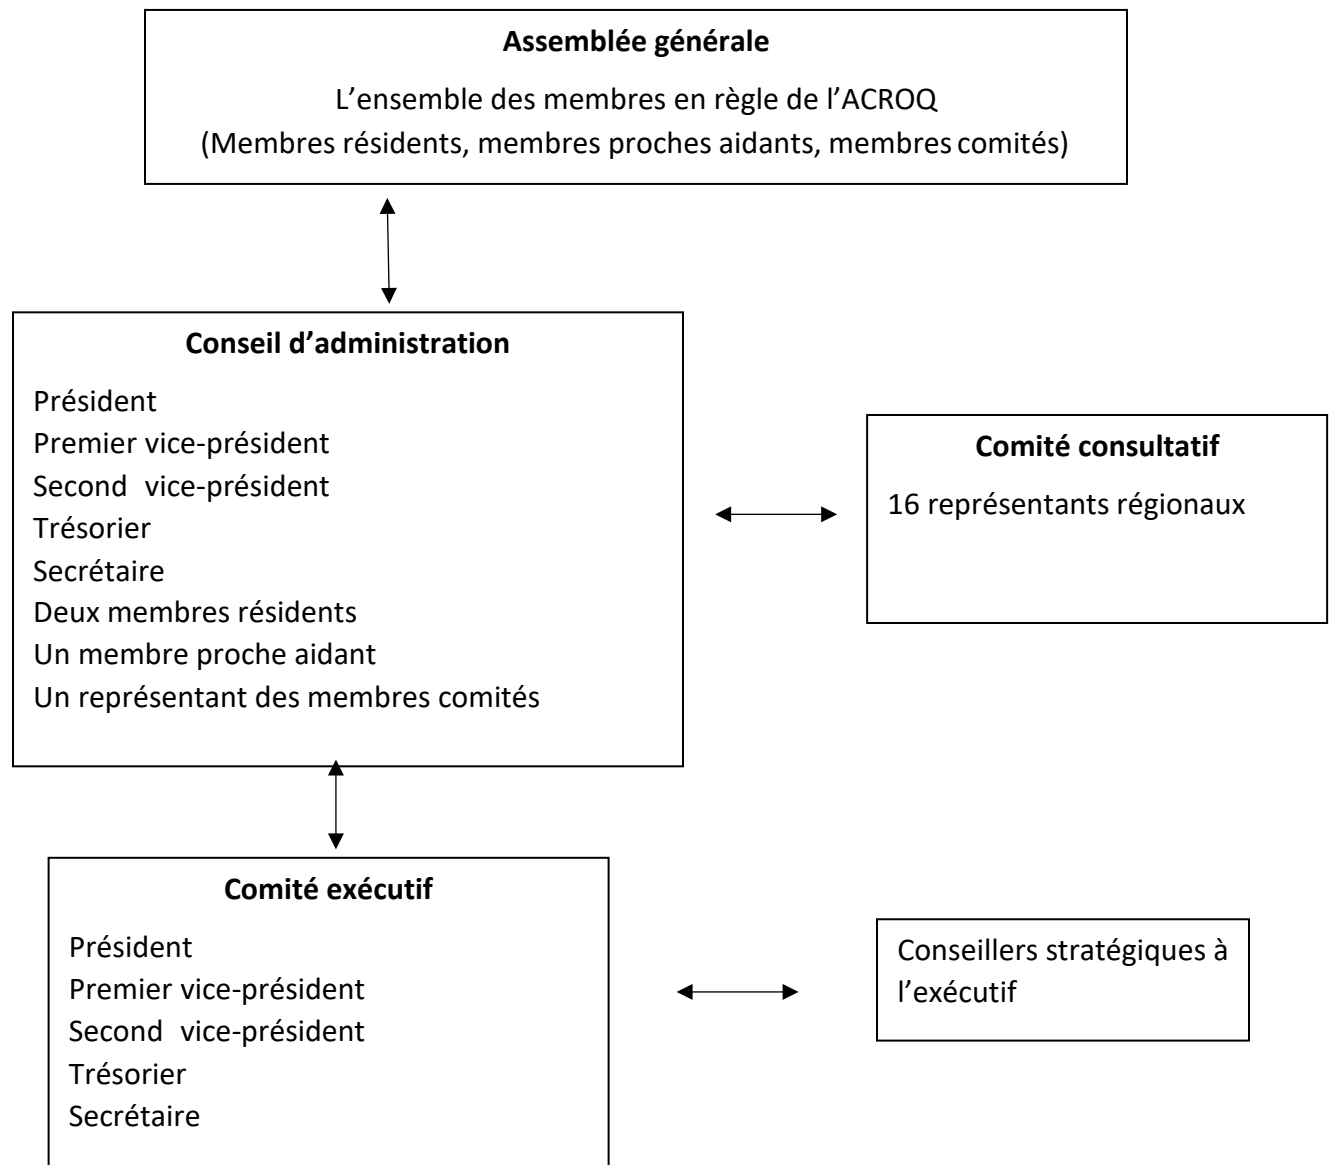 Assemblée générale
L’ensemble des membres en règle de l’ACROQ
(Membres résidents, membres proches aidants, membres comités)
Conseil d’administration
Président
Premier vice-président
Second vice-président
Trésorier
Secrétaire
Deux membres résidents
Un membre proche aidant
Un représentant des membres comités
Comité consultatif
16 représentants régionaux
Comité exécutif
Président
Premier vice-président
Second vice-président
Trésorier
Secrétaire
Conseillers stratégiques à
l’exécutif